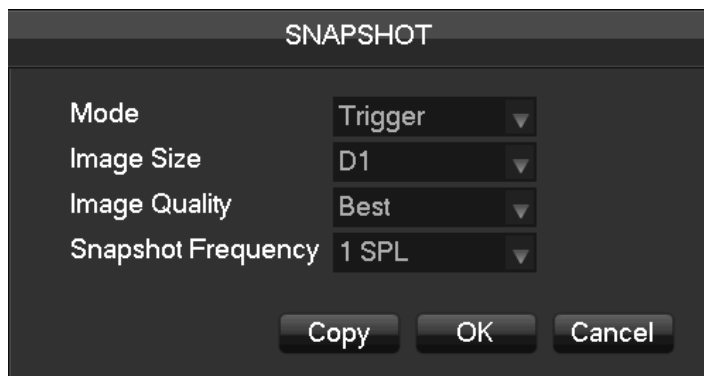 SNAPSHOT
Mode Trigger
Image Size D1
Image Quality Best
Snapshot Frequency 1 SPL
Copy OK Cancel